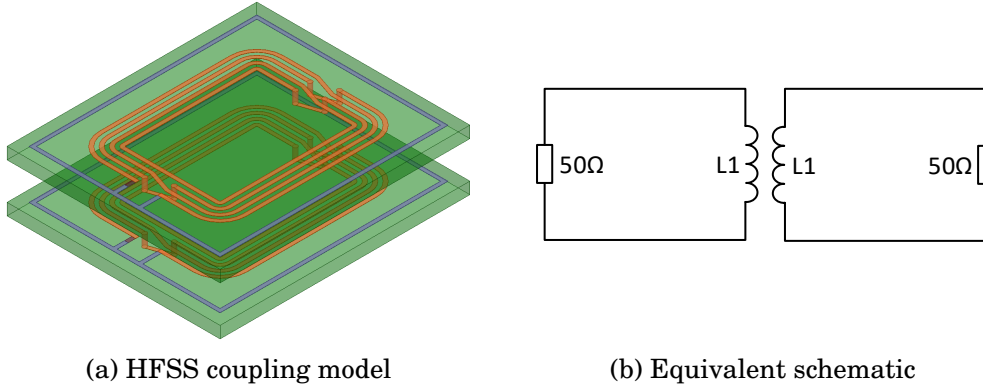 50Ω
L1
L1
50Ω
(a) HFSS coupling model
(b) Equivalent schematic